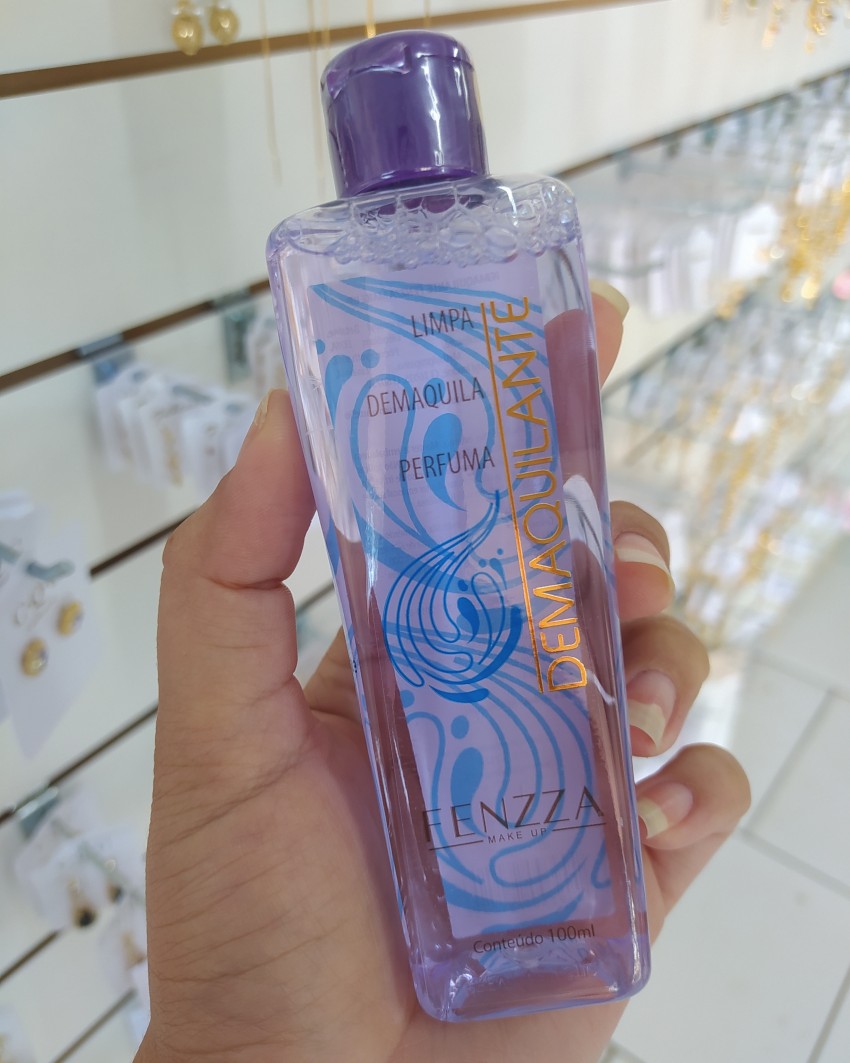 LIMPA
DEMAQUILA
PERFUMA
DEMAQUILANTE
FENZZA
MAKE UP
Conteúdo 100ml